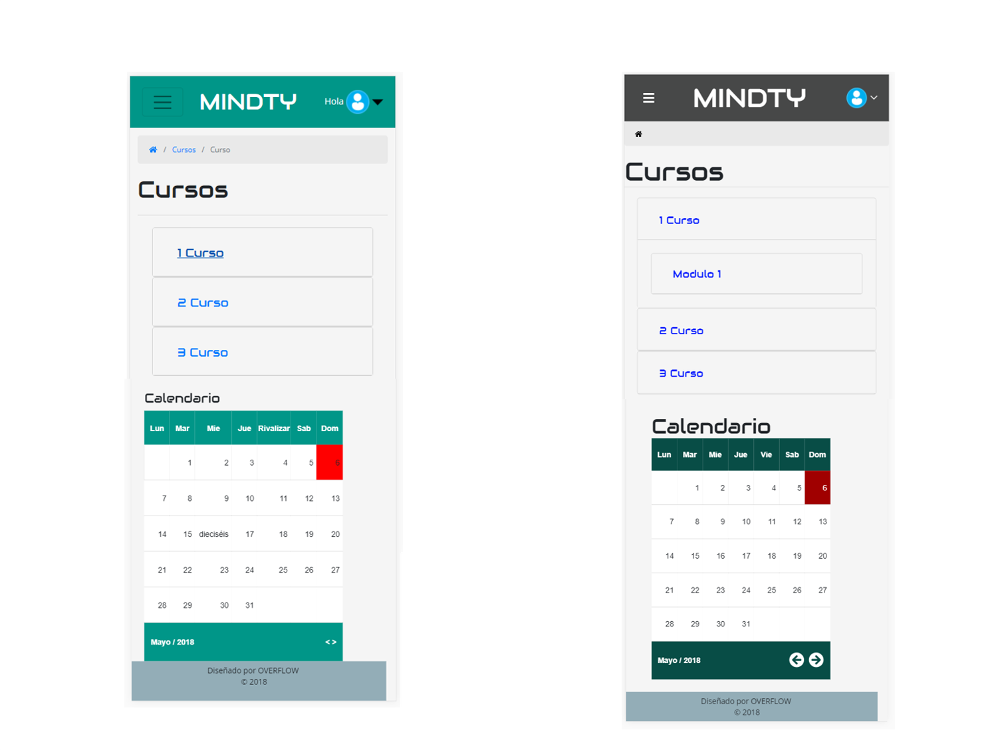 MINDTY
Hola
/ Cursos / Curso
Cursos
1 Curso
2 Curso
3 Curso
Calendario
Lun Mar Mie Jue Rivalizar Sab Dom
1 2 3 4 5 6
7 8 9 10 11 12 13
14 15 dieciséis 17 18 19 20
21 22 23 24 25 26 27
28 29 30 31
Mayo / 2018 < >
Diseñado por OVERFLOW
© 2018
MINDTY
Cursos
1 Curso
Modulo 1
2 Curso
3 Curso
Calendario
Lun Mar Mie Jue Vie Sab Dom
1 2 3 4 5 6
7 8 9 10 11 12 13
14 15 16 17 18 19 20
21 22 23 24 25 26 27
28 29 30 31
Mayo / 2018
Diseñado por OVERFLOW
© 2018